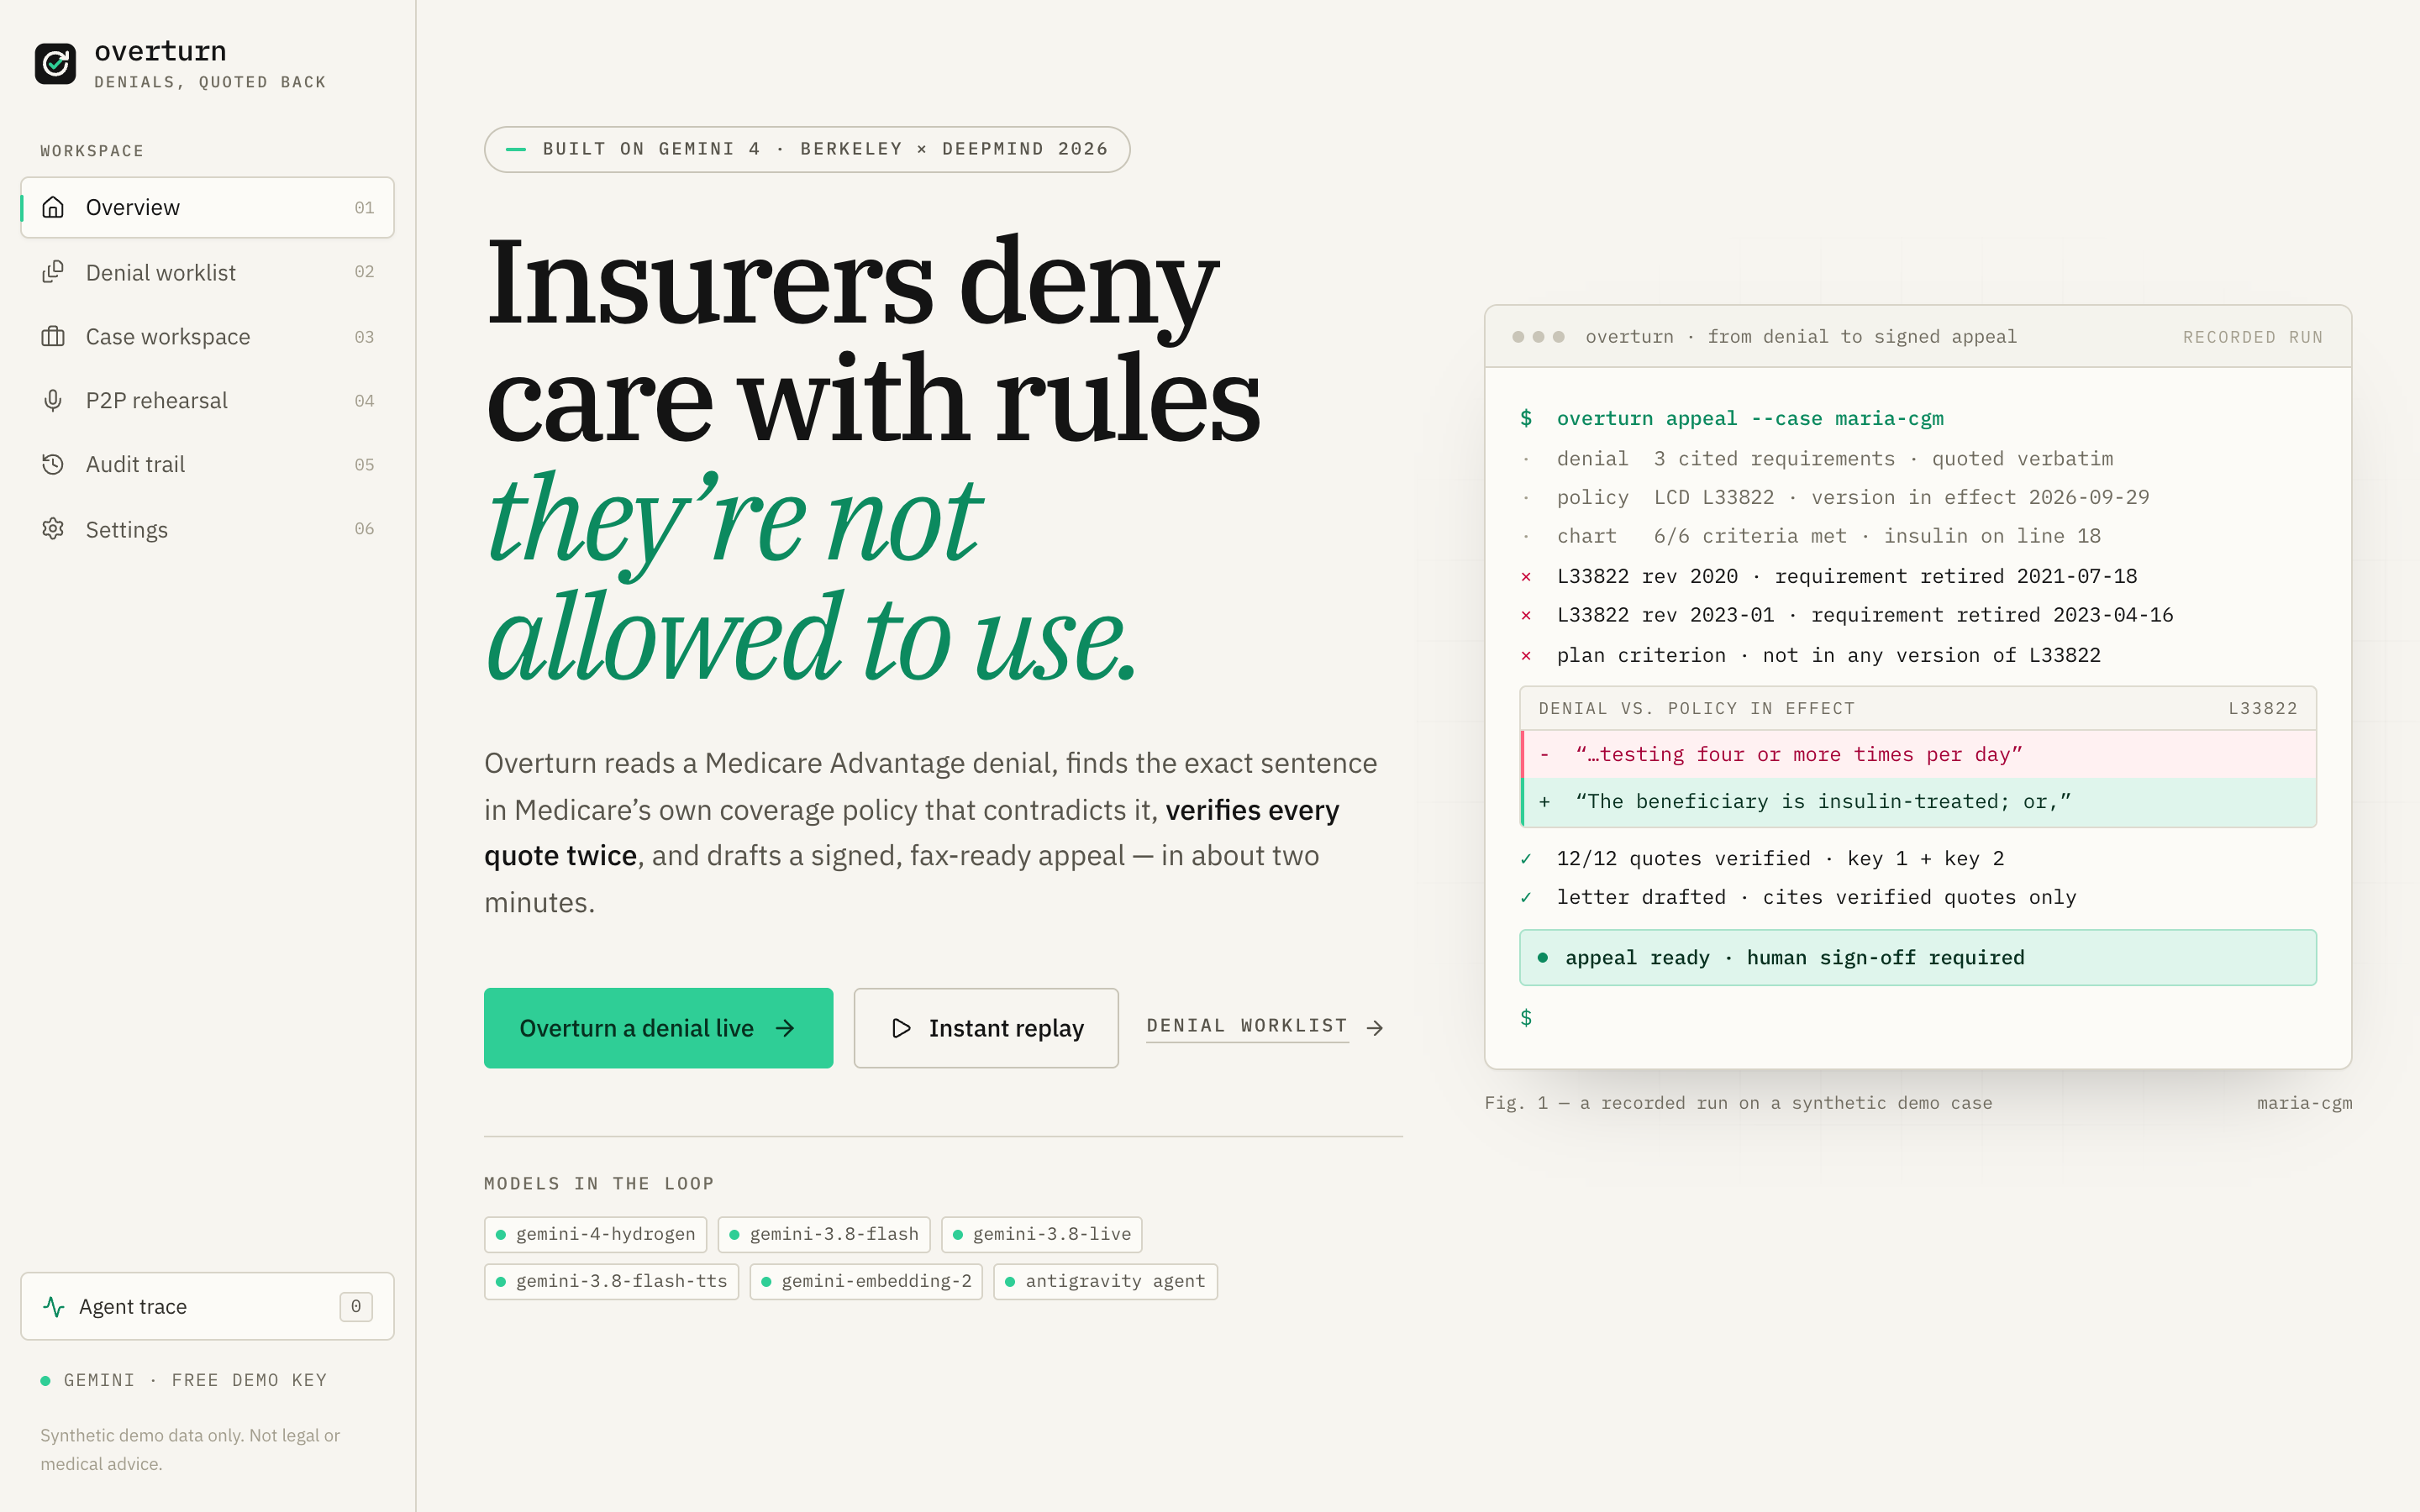 overturn
DENIALS, QUOTED BACK
WORKSPACE
Overview 01
Denial worklist 02
Case workspace 03
P2P rehearsal 04
Audit trail 05
Settings 06
Agent trace 0
GEMINI · FREE DEMO KEY
Synthetic demo data only. Not legal or
medical advice.
BUILT ON GEMINI 4 · BERKELEY × DEEPMIND 2026
Insurers deny
care with rules
they’re not
allowed to use.
Overturn reads a Medicare Advantage denial, finds the exact sentence
in Medicare’s own coverage policy that contradicts it, verifies every
quote twice, and drafts a signed, fax-ready appeal — in about two
minutes.
Overturn a denial live →
Instant replay
DENIAL WORKLIST →
MODELS IN THE LOOP
gemini-4-hydrogen
gemini-3.8-flash
gemini-3.8-live
gemini-3.8-flash-tts
gemini-embedding-2
antigravity agent
overturn · from denial to signed appeal RECORDED RUN
$ overturn appeal --case maria-cgm
· denial 3 cited requirements · quoted verbatim
· policy LCD L33822 · version in effect 2026-09-29
· chart 6/6 criteria met · insulin on line 18
× L33822 rev 2020 · requirement retired 2021-07-18
× L33822 rev 2023-01 · requirement retired 2023-04-16
× plan criterion · not in any version of L33822
DENIAL VS. POLICY IN EFFECT L33822
- “…testing four or more times per day”
+ “The beneficiary is insulin-treated; or,”
✓ 12/12 quotes verified · key 1 + key 2
✓ letter drafted · cites verified quotes only
● appeal ready · human sign-off required
$
Fig. 1 — a recorded run on a synthetic demo case maria-cgm